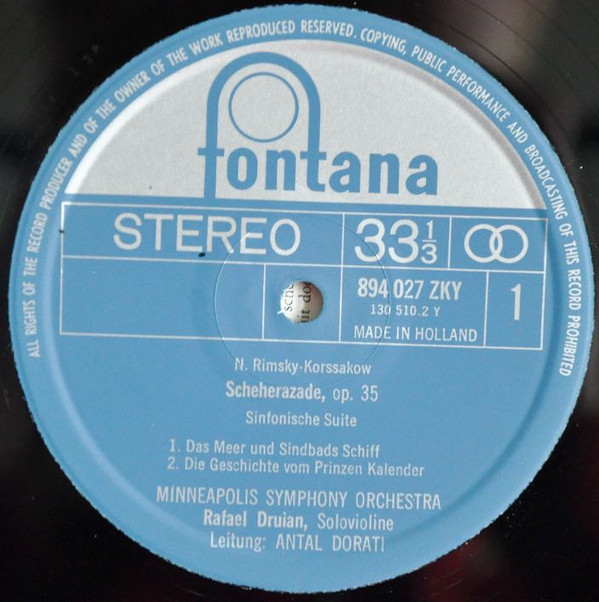 ALL RIGHTS OF THE RECORD PRODUCER AND OF THE OWNER OF THE WORK REPRODUCED RESERVED. COPYING, PUBLIC PERFORMANCE AND BROADCASTING OF THIS RECORD PROHIBITED
fontana
STEREO 33 1/3
894 027 ZKY 1
130 510.2 Y
MADE IN HOLLAND
N. Rimsky-Korssakow
Scheherazade, op. 35
Sinfonische Suite
1. Das Meer und Sindbads Schiff
2. Die Geschichte vom Prinzen Kalender
MINNEAPOLIS SYMPHONY ORCHESTRA
Rafael Druian, Solovioline
Leitung: ANTAL DORATI